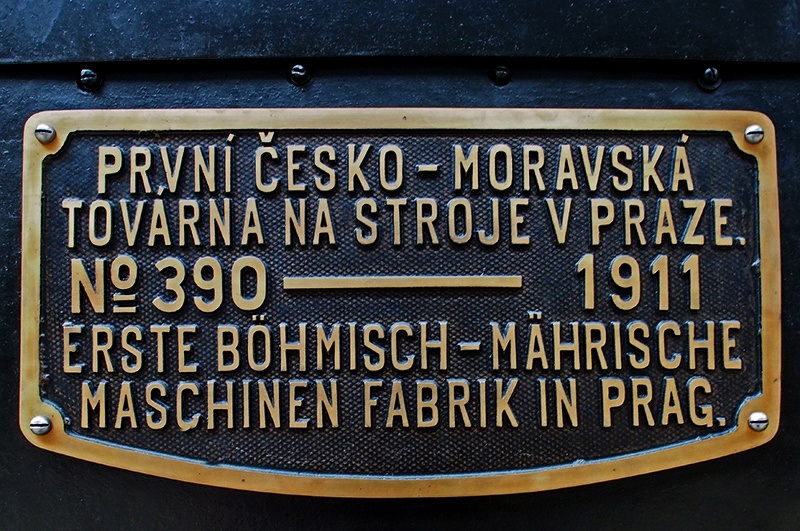 PRVNÍ ČESKO-MORAVSKÁ
TOVÁRNA NA STROJE V PRAZE.
Nº 390 — 1911
ERSTE BÖHMISCH-MÄHRISCHE
MASCHINEN FABRIK IN PRAG.